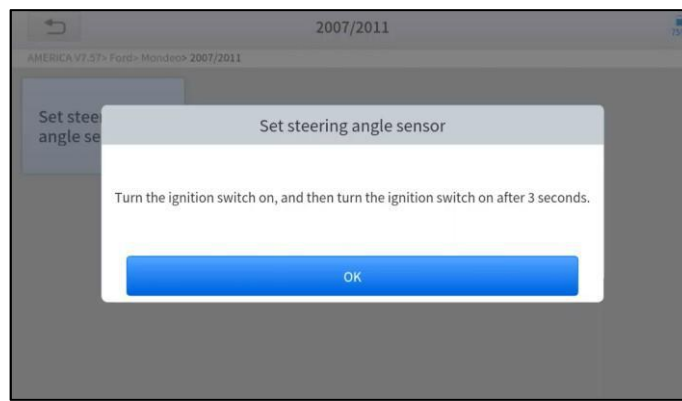 2007/2011
AMERICA V7.57> Ford> Mondeo> 2007/2011
Set stee
angle se
Set steering angle sensor
Turn the ignition switch on, and then turn the ignition switch on after 3 seconds.
OK